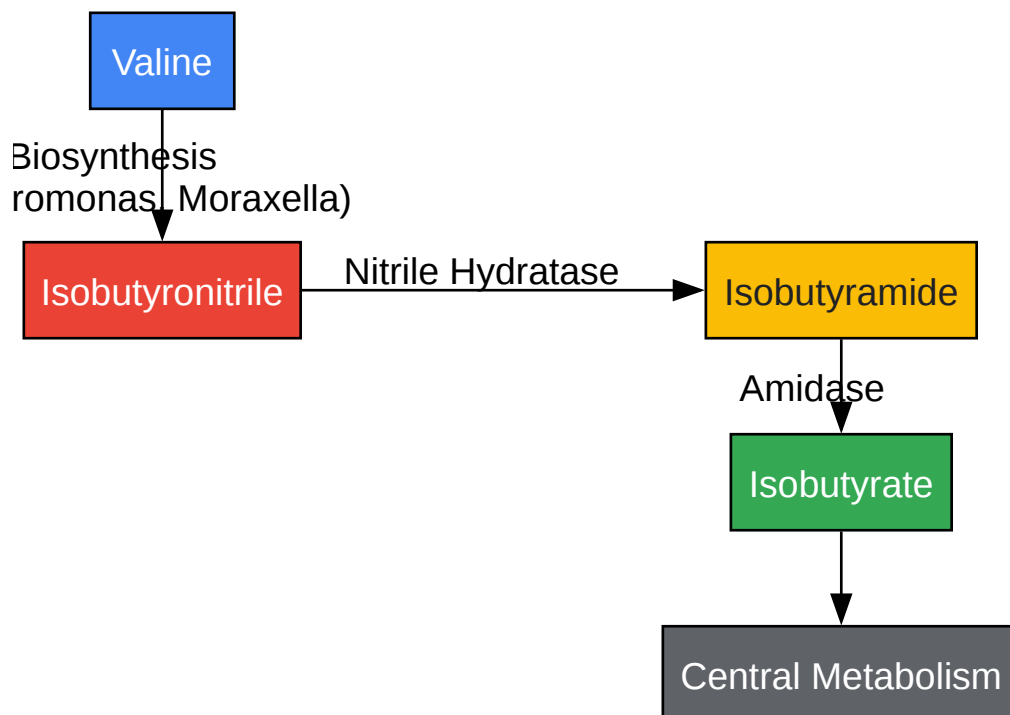 Valine
Biosynthesis
romonas, Moraxella)
Isobutyronitrile
Nitrile Hydratase
Isobutyramide
Amidase
Isobutyrate
Central Metabolism